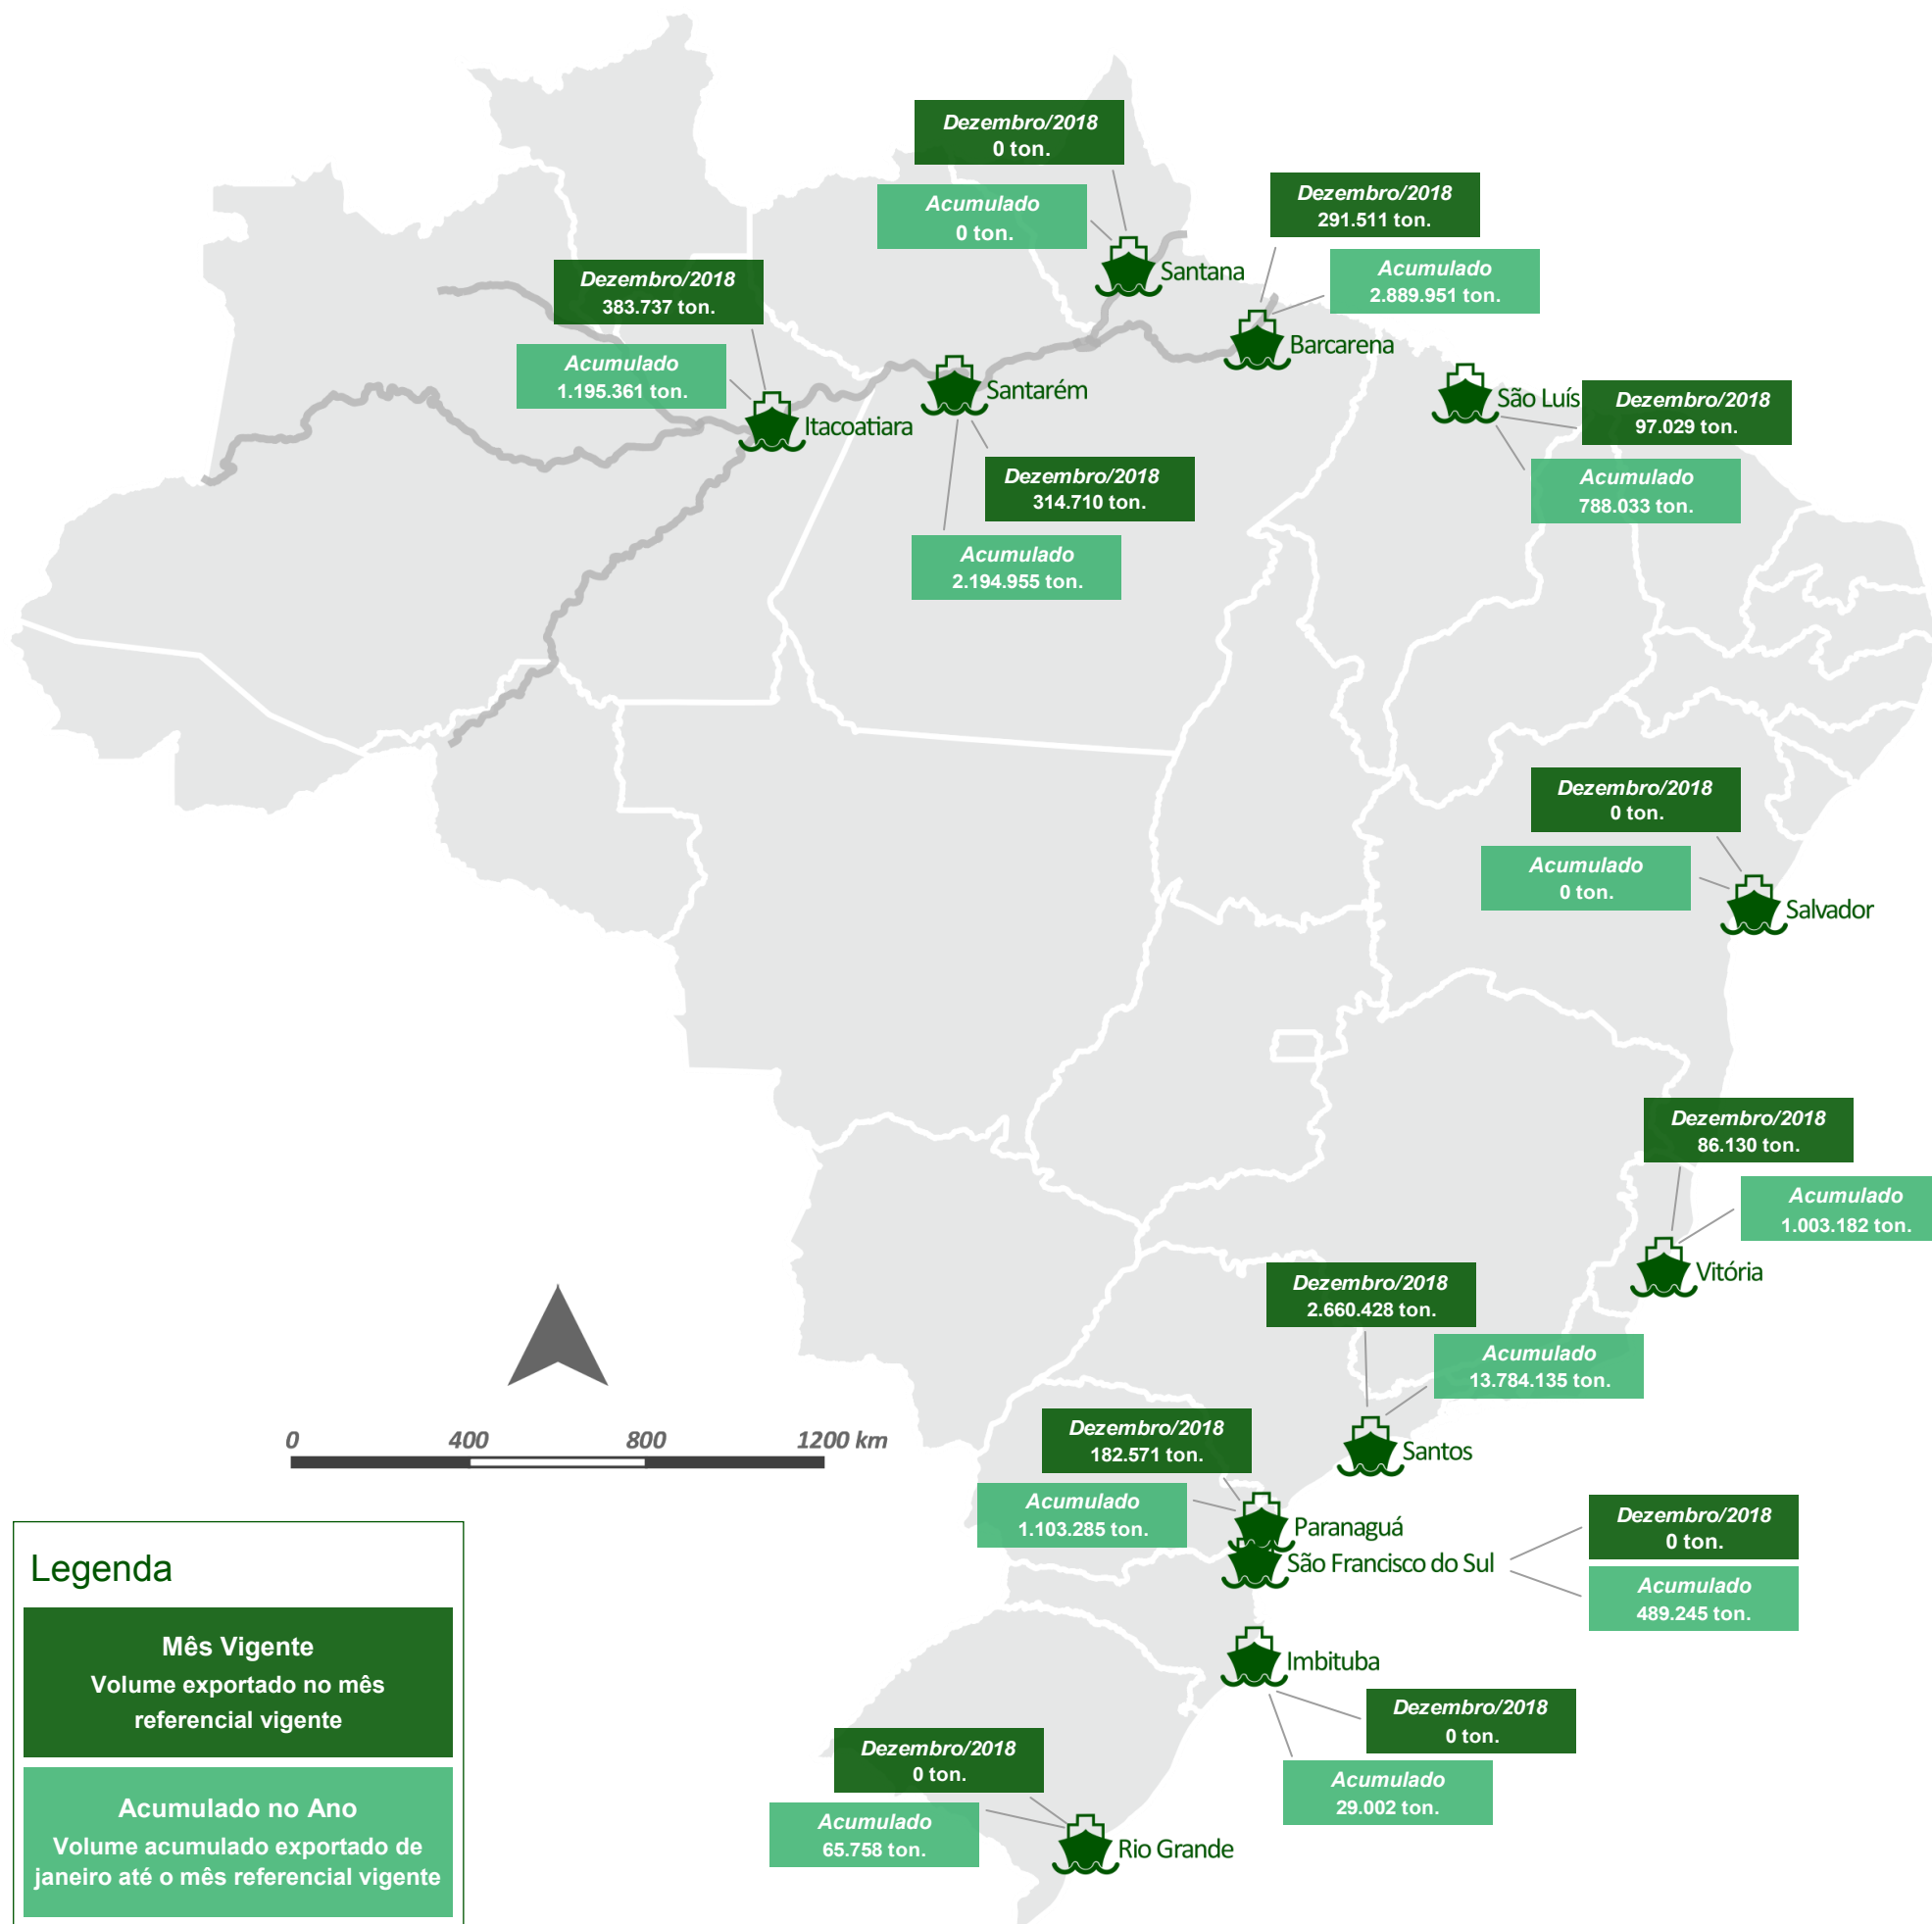 Dezembro/2018
0 ton.
Acumulado
0 ton.
Santana
Dezembro/2018
291.511 ton.
Acumulado
2.889.951 ton.
Barcarena
Dezembro/2018
383.737 ton.
Acumulado
1.195.361 ton.
Itacoatiara
Santarém
Dezembro/2018
314.710 ton.
Acumulado
2.194.955 ton.
São Luís
Dezembro/2018
97.029 ton.
Acumulado
788.033 ton.
Dezembro/2018
0 ton.
Acumulado
0 ton.
Salvador
Dezembro/2018
86.130 ton.
Acumulado
1.003.182 ton.
Vitória
Dezembro/2018
2.660.428 ton.
Acumulado
13.784.135 ton.
Santos
Dezembro/2018
182.571 ton.
Acumulado
1.103.285 ton.
Paranaguá
São Francisco do Sul
Dezembro/2018
0 ton.
Acumulado
489.245 ton.
Imbituba
Dezembro/2018
0 ton.
Acumulado
29.002 ton.
Dezembro/2018
0 ton.
Acumulado
65.758 ton.
Rio Grande
0 400 800 1200 km
Legenda
Mês Vigente
Volume exportado no mês
referencial vigente
Acumulado no Ano
Volume acumulado exportado de
janeiro até o mês referencial vigente